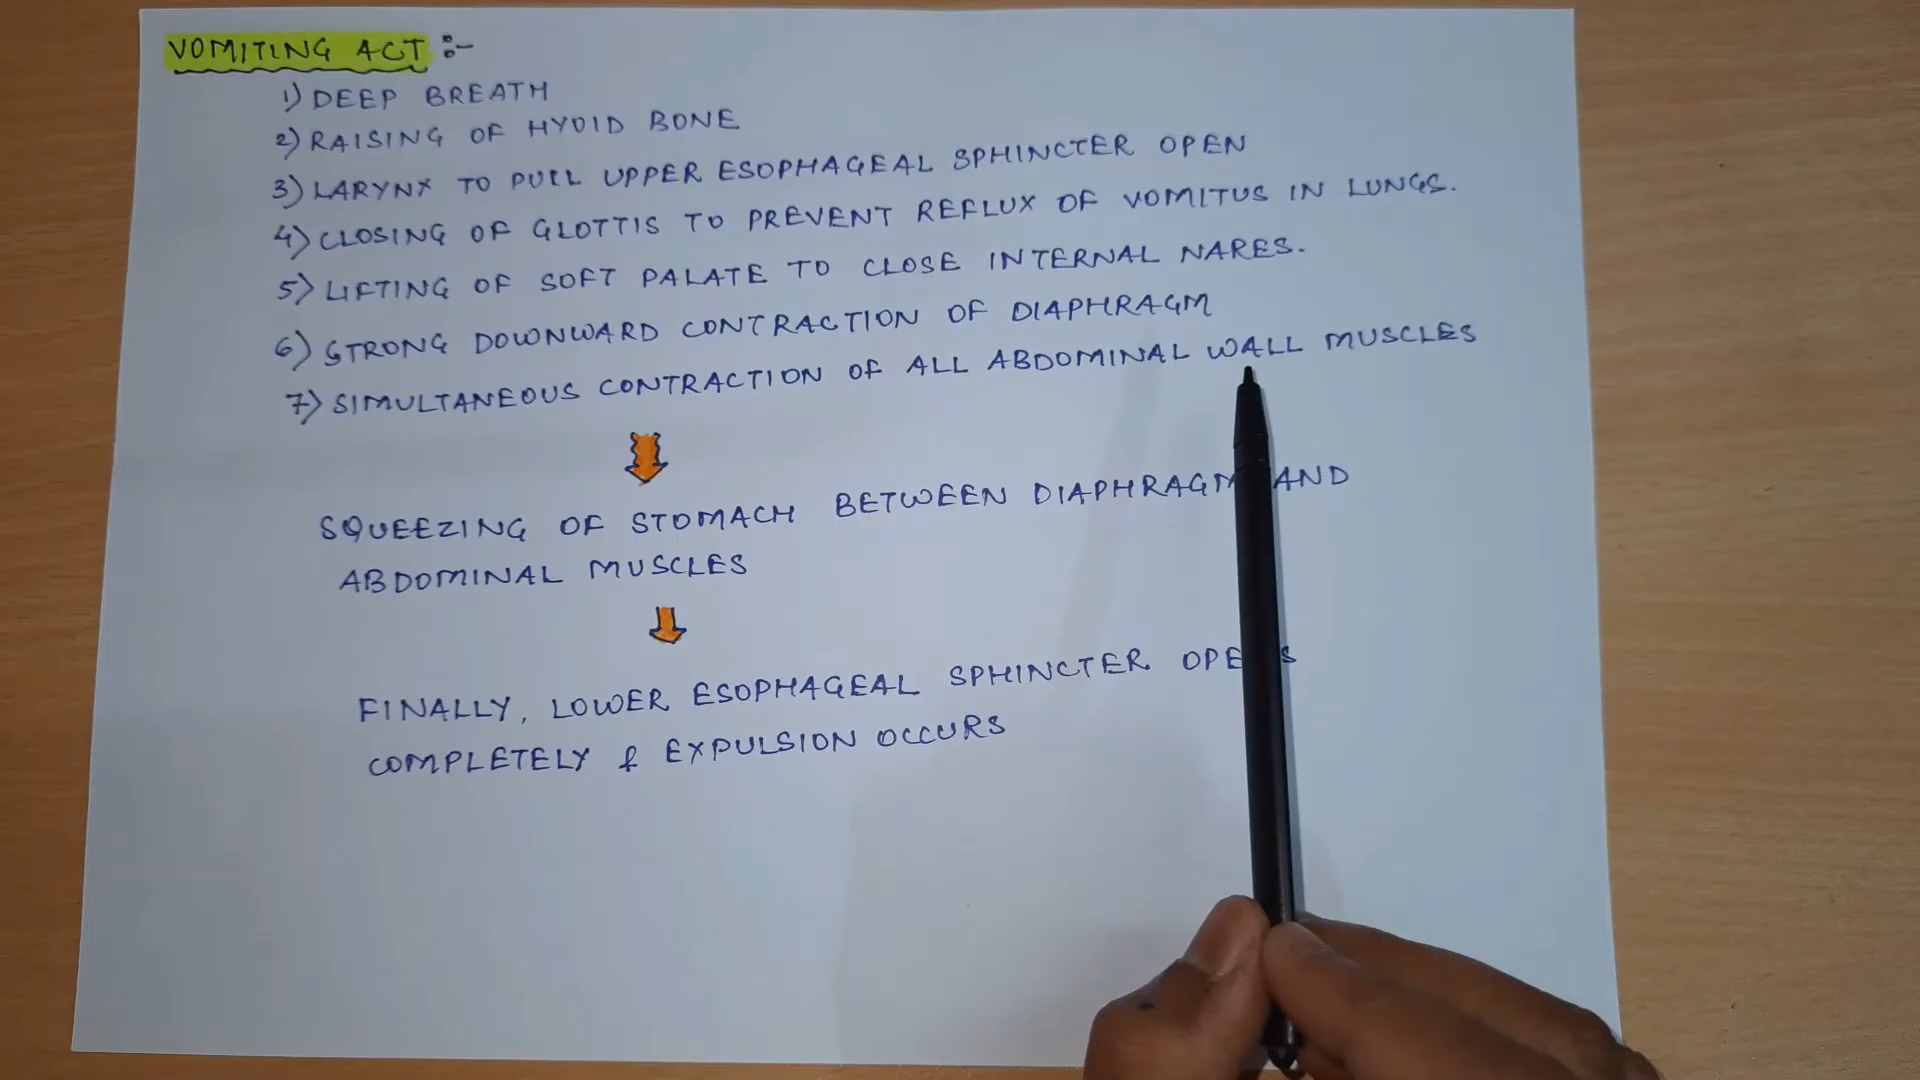 VOMITING ACT :-
1) DEEP BREATH
2) RAISING OF HYOID BONE
3) LARYNX TO PULL UPPER ESOPHAGEAL SPHINCTER OPEN
4) CLOSING OF GLOTTIS TO PREVENT REFLUX OF VOMITUS IN LUNGS.
5) LIFTING OF SOFT PALATE TO CLOSE INTERNAL NARES.
6) STRONG DOWNWARD CONTRACTION OF DIAPHRAGM
7) SIMULTANEOUS CONTRACTION OF ALL ABDOMINAL WALL MUSCLES
SQUEEZING OF STOMACH BETWEEN DIAPHRAGM AND
ABDOMINAL MUSCLES
FINALLY, LOWER ESOPHAGEAL SPHINCTER OPENS
COMPLETELY & EXPULSION OCCURS